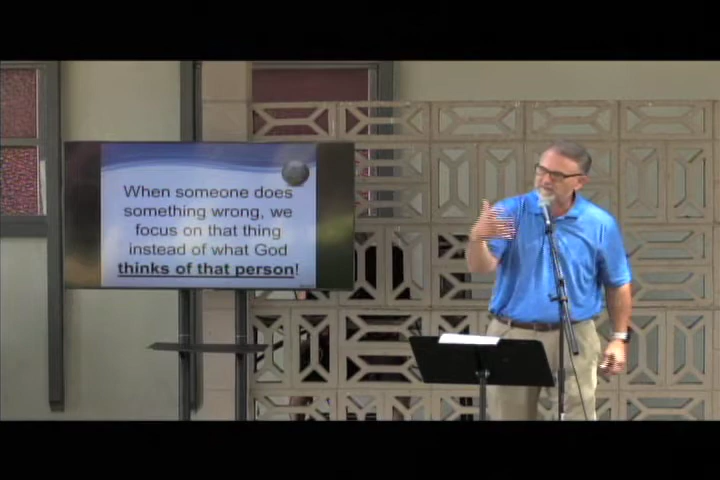 When someone does
something wrong, we
focus on that thing
instead of what God
thinks of that person!